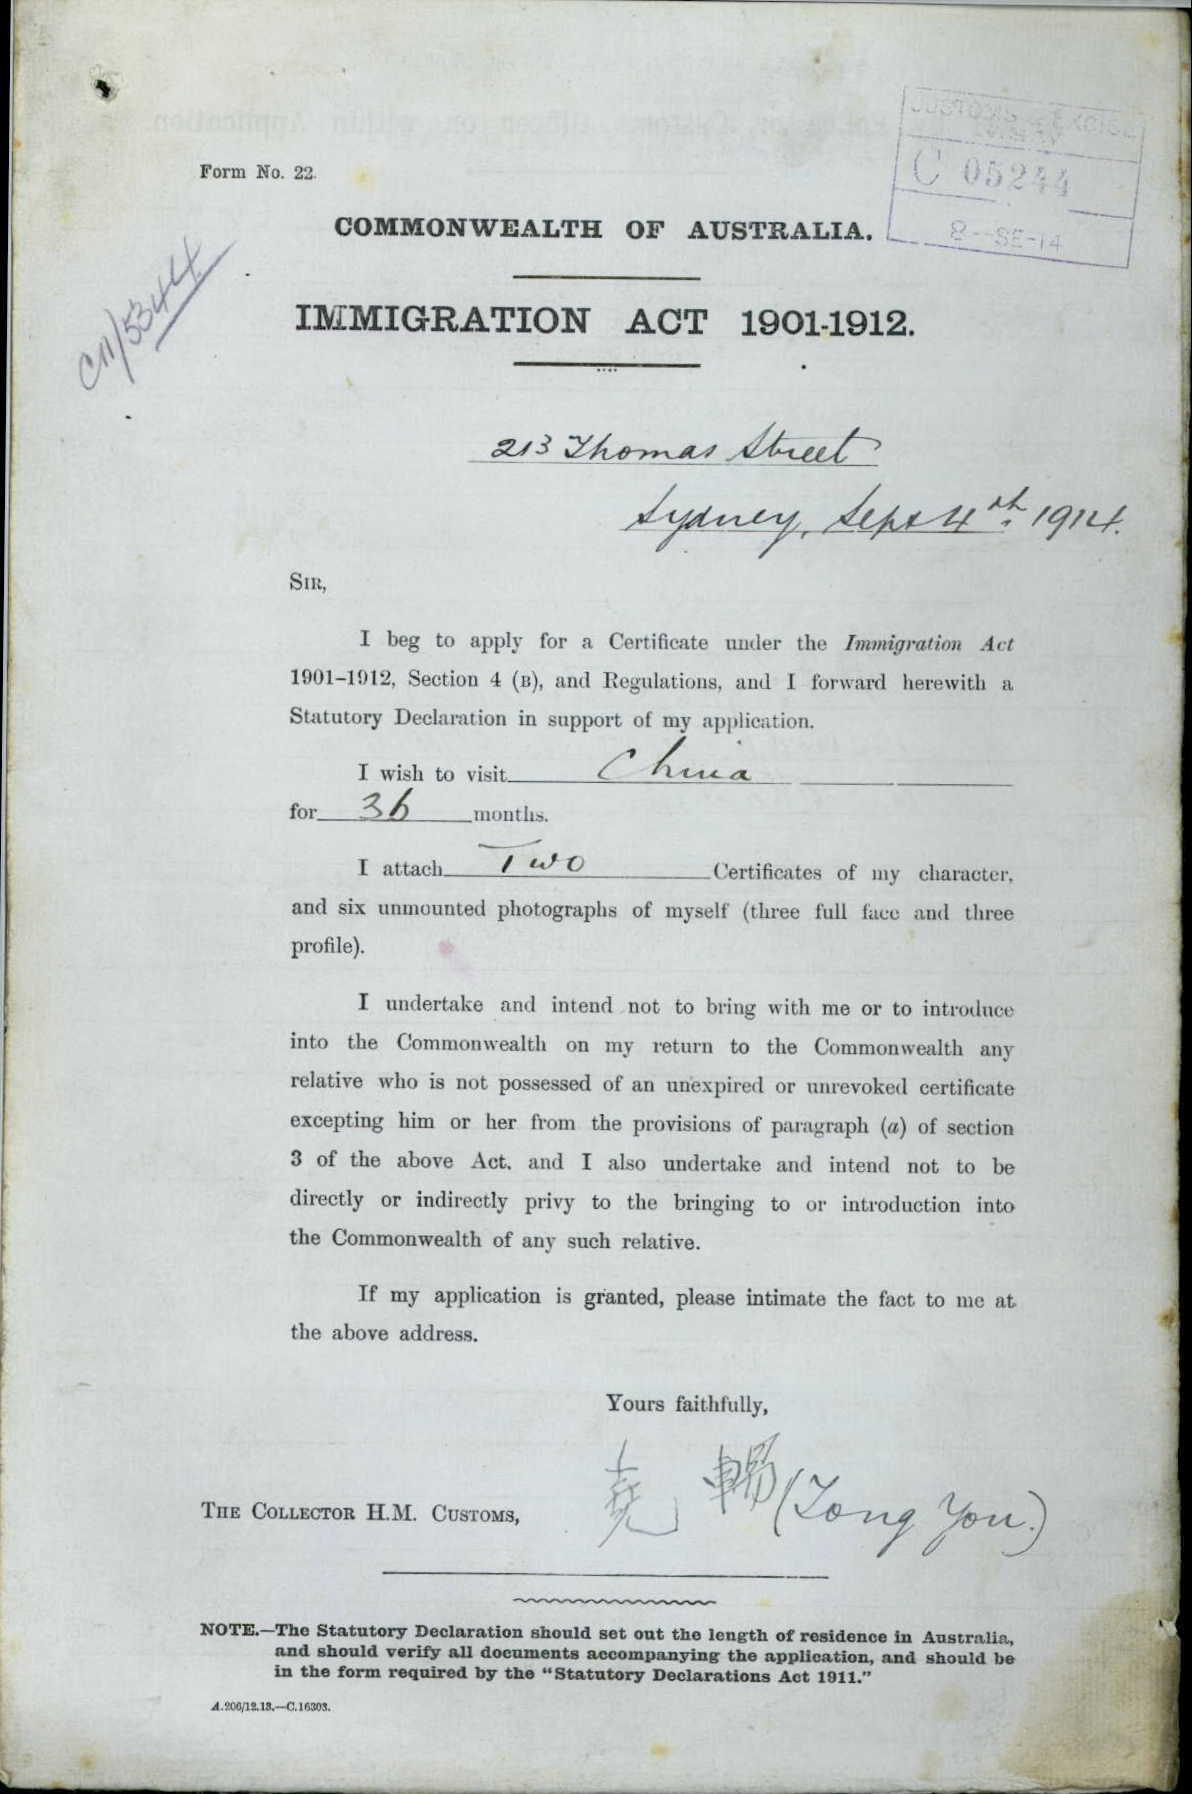 Form No. 22.
CUSTOMS & EXCISE
C 05244
8-SE-14
COMMONWEALTH OF AUSTRALIA.
C11/5344
IMMIGRATION ACT 1901-1912.
213 Thomas Street
Sydney, Sept 4th. 1914.
SIR,
I beg to apply for a Certificate under the Immigration Act
1901–1912, Section 4 (B), and Regulations, and I forward herewith a
Statutory Declaration in support of my application.
I wish to visit China
for 36 months.
I attach Two Certificates of my character,
and six unmounted photographs of myself (three full face and three
profile).
I undertake and intend not to bring with me or to introduce
into the Commonwealth on my return to the Commonwealth any
relative who is not possessed of an unexpired or unrevoked certificate
excepting him or her from the provisions of paragraph (a) of section
3 of the above Act, and I also undertake and intend not to be
directly or indirectly privy to the bringing to or introduction into
the Commonwealth of any such relative.
If my application is granted, please intimate the fact to me at
the above address.
Yours faithfully,
(Long You.)
THE COLLECTOR H.M. CUSTOMS,
NOTE.—The Statutory Declaration should set out the length of residence in Australia,
and should verify all documents accompanying the application, and should be
in the form required by the "Statutory Declarations Act 1911."
A.206/12.13.—C.16303.